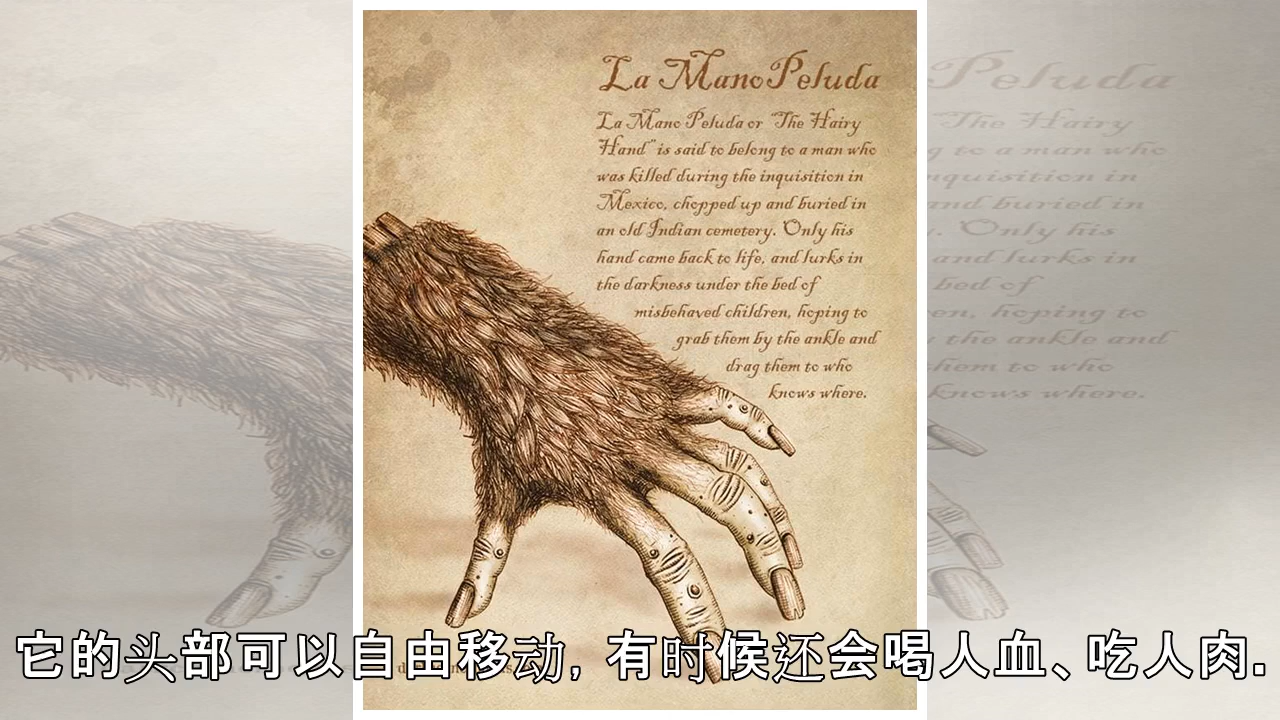 La Mano Peluda
La Mano Peluda or "The Hairy
Hand" is said to belong to a man who
was killed during the inquisition in
Mexico, chopped up and buried in
an old Indian cemetery. Only his
hand came back to life, and lurks in
the darkness under the bed of
misbehaved children, hoping to
grab them by the ankle and
drag them to who
knows where.
它的头部可以自由移动, 有时候还会喝人血、吃人肉.